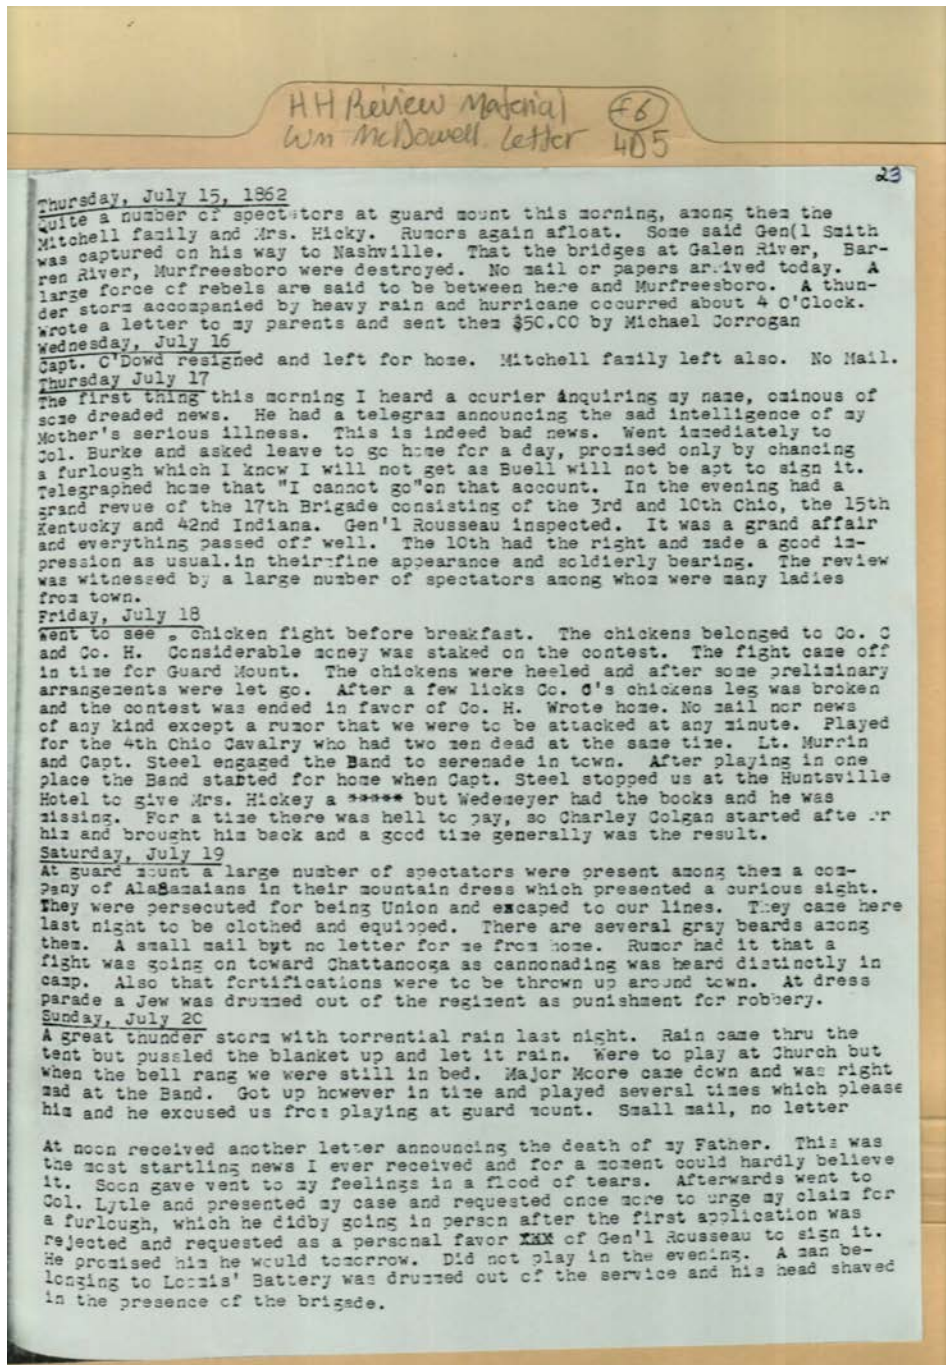 HH Review Material
Wm McDowell Letter
F6
4D5
23
Thursday, July 15, 1862
Quite a number of spectators at guard mount this morning, among them the
Mitchell family and Mrs. Hicky. Rumors again afloat. Some said Gen(l Smith
was captured on his way to Nashville. That the bridges at Galen River, Bar-
ren River, Murfreesboro were destroyed. No mail or papers arrived today. A
large force of rebels are said to be between here and Murfreesboro. A thun-
der storm accompanied by heavy rain and hurricane occurred about 4 O'Clock.
Wrote a letter to my parents and sent them $50.00 by Michael Corrogan
Wednesday, July 16
Capt. O'Dowd resigned and left for home. Mitchell family left also. No Mail.
Thursday July 17
The first thing this morning I heard a courier inquiring my name, ominous of
some dreaded news. He had a telegram announcing the sad intelligence of my
Mother's serious illness. This is indeed bad news. Went immediately to
Col. Burke and asked leave to go home for a day, promised only by chancing
a furlough which I know I will not get as Buell will not be apt to sign it.
Telegraphed home that "I cannot go"on that account. In the evening had a
grand revue of the 17th Brigade consisting of the 3rd and 10th Ohio, the 15th
Kentucky and 42nd Indiana. Gen'l Rousseau inspected. It was a grand affair
and everything passed off well. The 10th had the right and made a good im-
pression as usual.in their fine appearance and soldierly bearing. The review
was witnessed by a large number of spectators among whom were many ladies
from town.
Friday, July 18
Went to see chicken fight before breakfast. The chickens belonged to Co. C
and Co. H. Considerable money was staked on the contest. The fight came off
in time for Guard Mount. The chickens were heeled and after some preliminary
arrangements were let go. After a few licks Co. C's chickens leg was broken
and the contest was ended in favor of Co. H. Wrote home. No mail nor news
of any kind except a rumor that we were to be attacked at any minute. Played
for the 4th Ohio Cavalry who had two men dead at the same time. Lt. Murrin
and Capt. Steel engaged the Band to serenade in town. After playing in one
place the Band started for home when Capt. Steel stopped us at the Huntsville
Hotel to give Mrs. Hickey a ***** but Wedemeyer had the books and he was
missing. For a time there was hell to pay, so Charley Colgan started afte r
him and brought him back and a good time generally was the result.
Saturday, July 19
At guard mount a large number of spectators were present among them a com-
pany of Alabamaians in their mountain dress which presented a curious sight.
They were persecuted for being Union and escaped to our lines. They came here
last night to be clothed and equipped. There are several gray beards among
them. A small mail but no letter for me from home. Rumor had it that a
fight was going on toward Chattanooga as cannonading was heard distinctly in
camp. Also that fortifications were to be thrown up around town. At dress
parade a Jew was drummed out of the regiment as punishment for robbery.
Sunday, July 20
A great thunder storm with torrential rain last night. Rain came thru the
tent but pussled the blanket up and let it rain. Were to play at Church but
when the bell rang we were still in bed. Major Moore came down and was right
mad at the Band. Got up however in time and played several times which please
him and he excused us from playing at guard mount. Small mail, no letter
At noon received another letter announcing the death of my Father. This was
the most startling news I ever received and for a moment could hardly believe
it. Soon gave vent to my feelings in a flood of tears. Afterwards went to
Col. Lytle and presented my case and requested once more to urge my claim for
a furlough, which he didby going in person after the first application was
rejected and requested as a personal favor XXX of Gen'l Rousseau to sign it.
He promised him he would tomorrow. Did not play in the evening. A man be-
longing to Loomis' Battery was drummed out of the service and his head shaved
in the presence of the brigade.